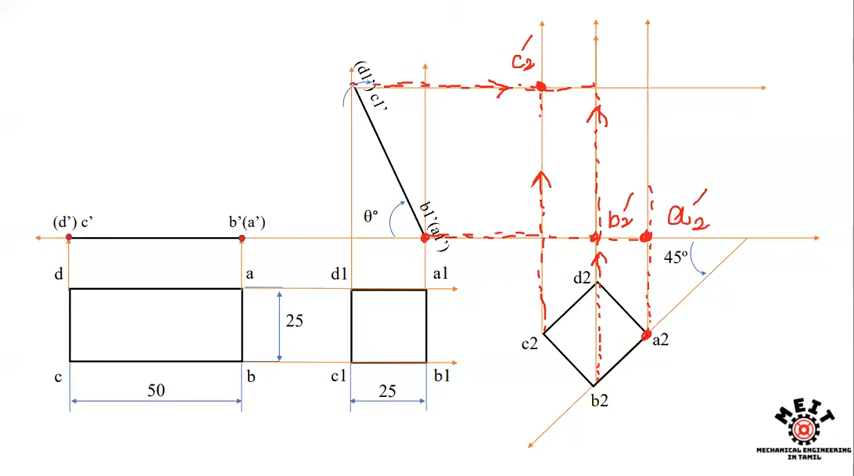 c2'
(d1') c1'
b1'(a1')
θ°
b2'
a2'
(d') c'
b'(a')
45º
d
a
d1
a1
d2
25
c2
a2
c
b
c1
b1
50
25
b2
MEIT
MECHANICAL ENGINEERING
IN TAMIL